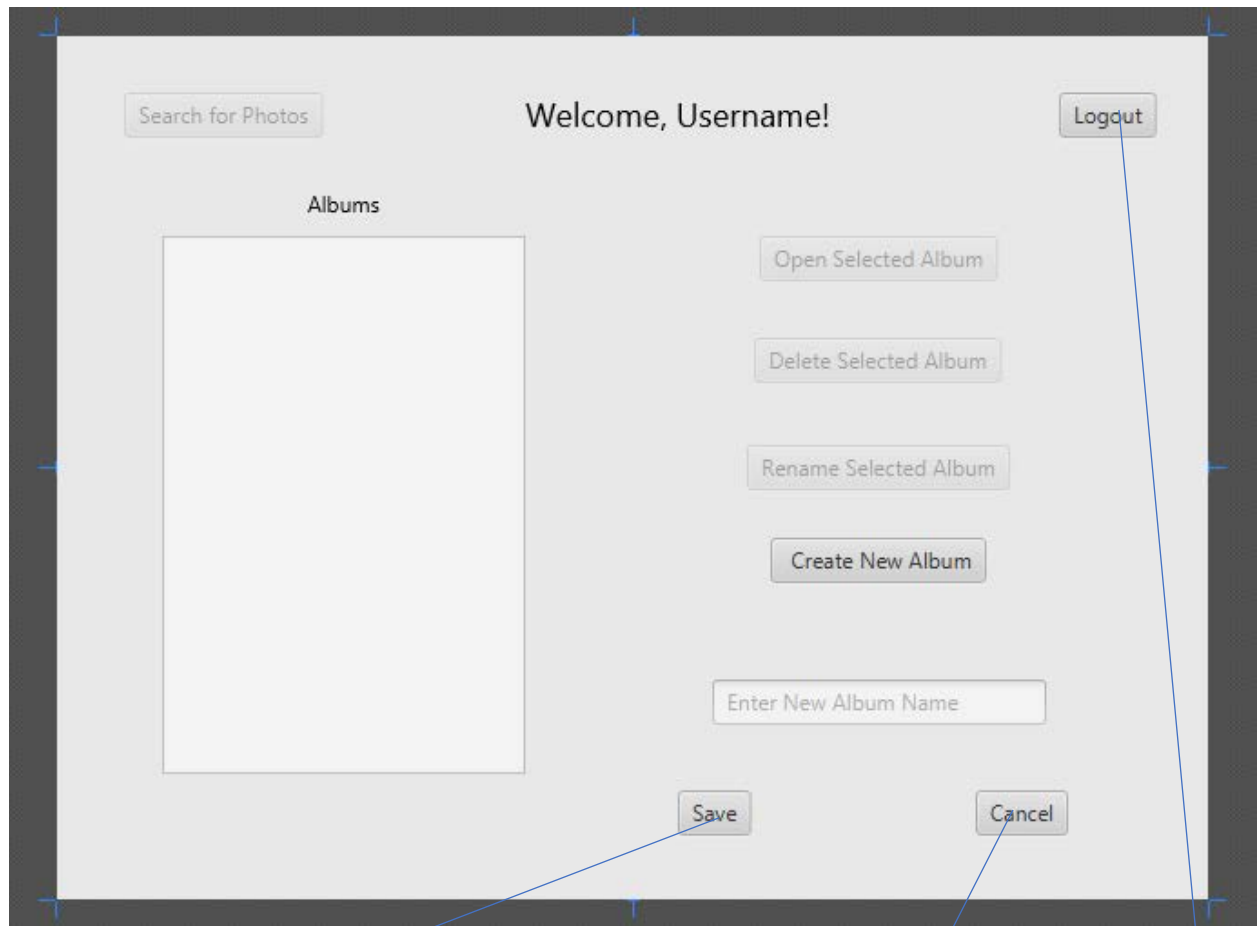 Search for Photos
Welcome, Username!
Logout
Albums
Open Selected Album
Delete Selected Album
Rename Selected Album
Create New Album
Enter New Album Name
Save
Cancel